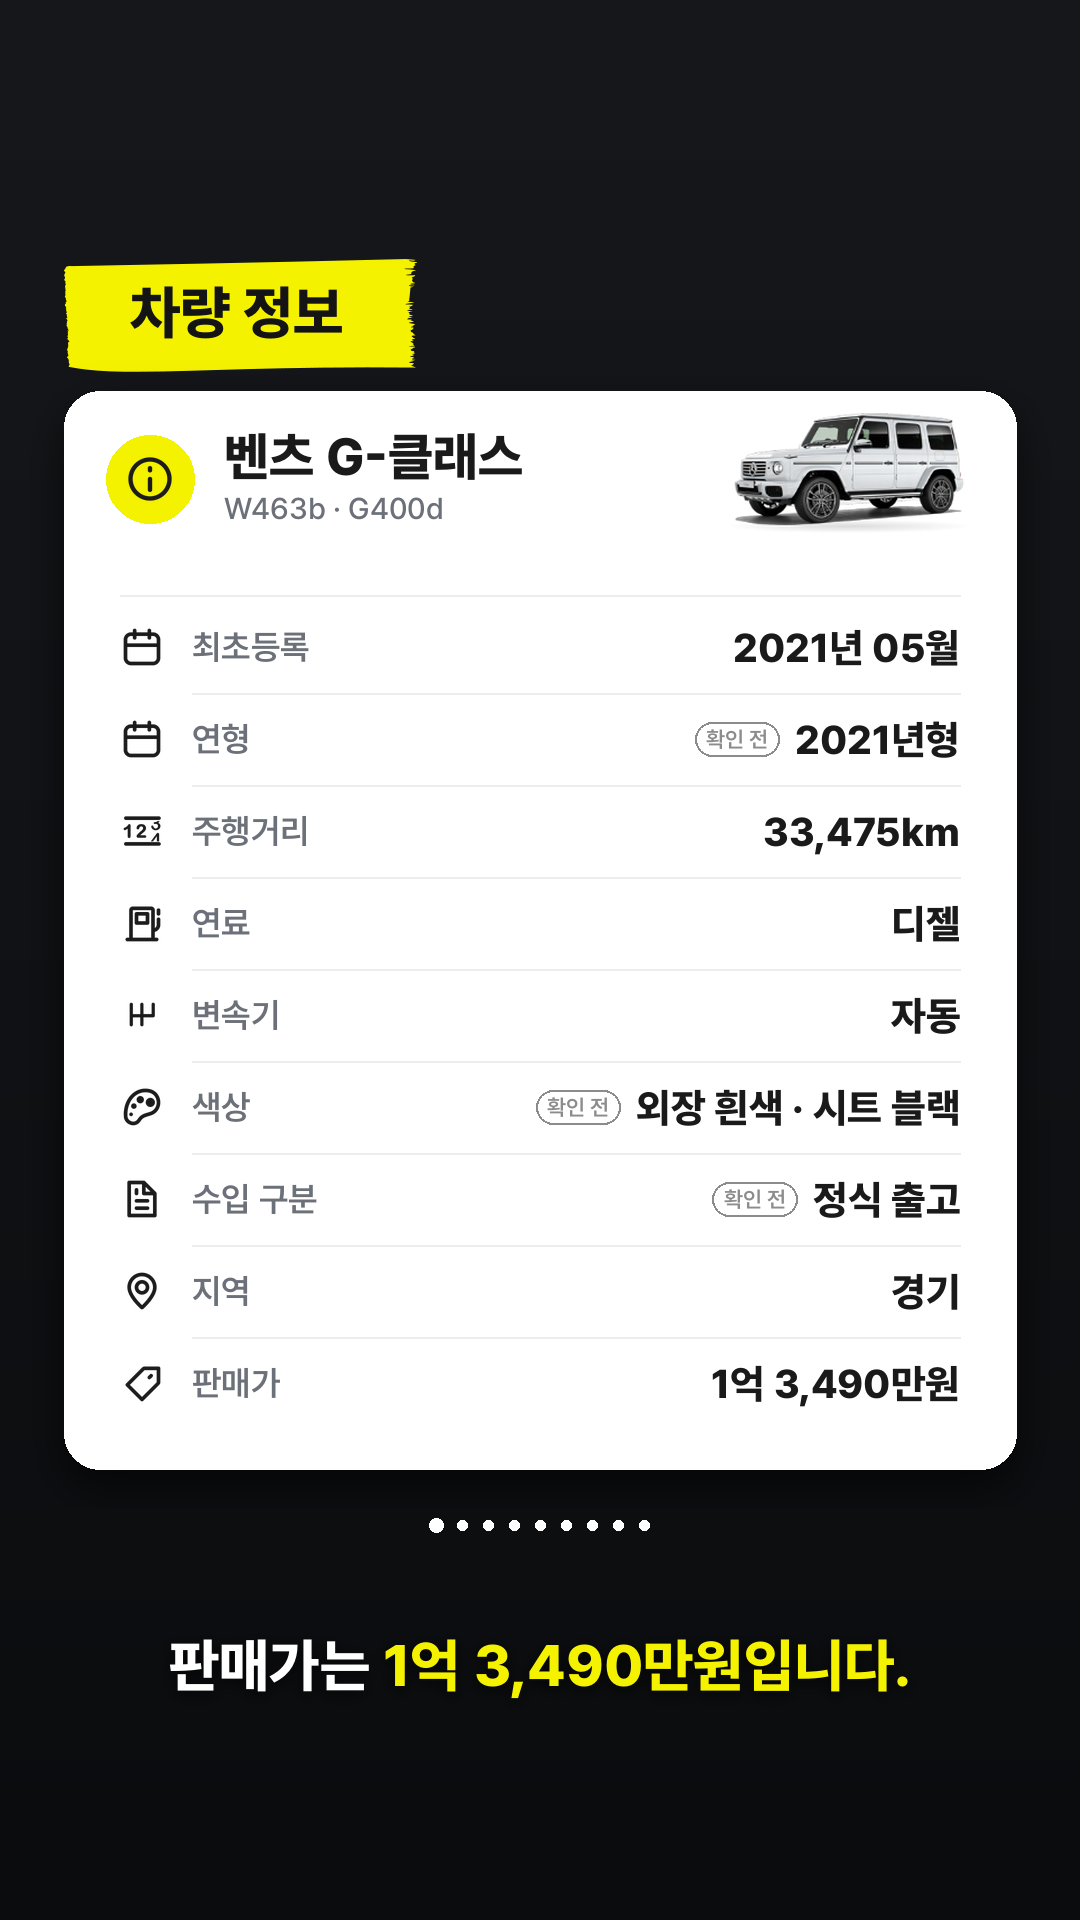 차량 정보
벤츠 G-클래스
W463b · G400d
최초등록 2021년 05월
연형 확인 전 2021년형
주행거리 33,475km
연료 디젤
변속기 자동
색상 확인 전 외장 흰색 · 시트 블랙
수입 구분 확인 전 정식 출고
지역 경기
판매가 1억 3,490만원
판매가는 1억 3,490만원입니다.